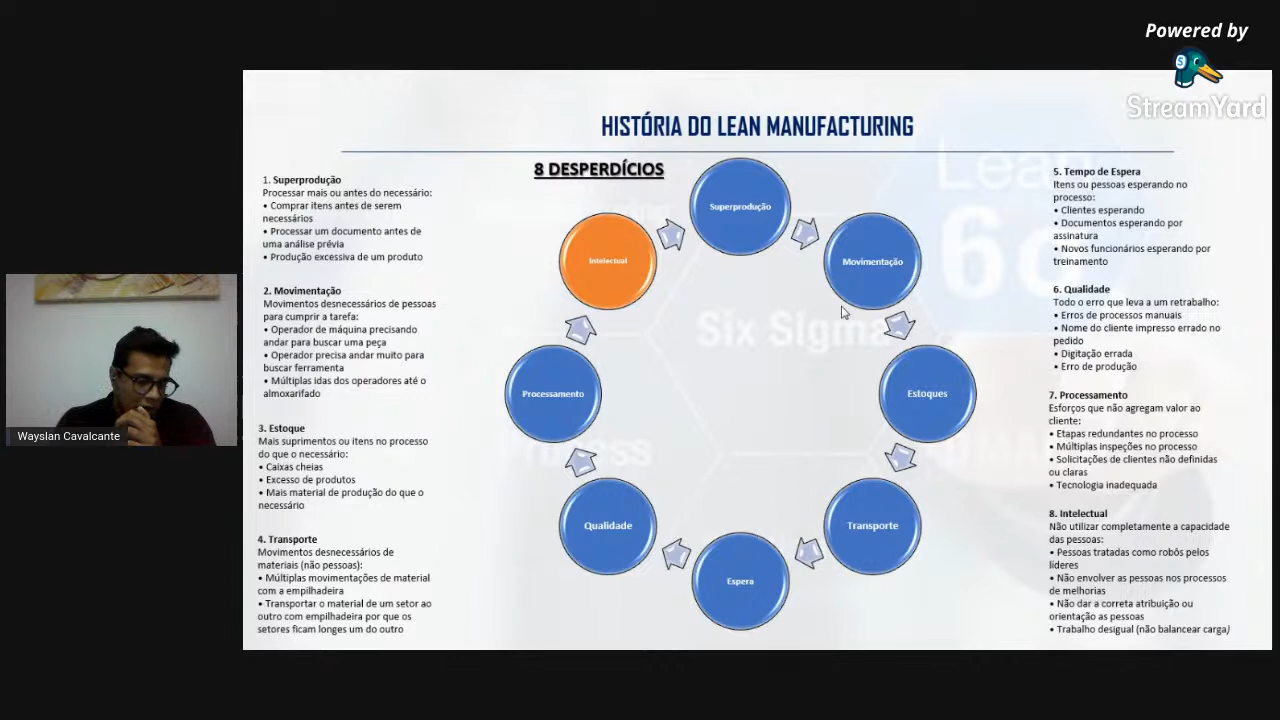 Powered by
StreamYard
HISTÓRIA DO LEAN MANUFACTURING
8 DESPERDÍCIOS
1. Superprodução
Processar mais ou antes do necessário:
• Comprar itens antes de serem
necessários
• Processar um documento antes de
uma análise prévia
• Produção excessiva de um produto
2. Movimentação
Movimentos desnecessários de pessoas
para cumprir a tarefa:
• Operador de máquina precisando
andar para buscar uma peça
• Operador precisa andar muito para
buscar ferramenta
• Múltiplas idas dos operadores até o
almoxarifado
3. Estoque
Mais suprimentos ou itens no processo
do que o necessário:
• Caixas cheias
• Excesso de produtos
• Mais material de produção do que o
necessário
4. Transporte
Movimentos desnecessários de
materiais (não pessoas):
• Múltiplas movimentações de material
com a empilhadeira
• Transportar o material de um setor ao
outro com empilhadeira por que os
setores ficam longes um do outro
Superprodução
Movimentação
Estoques
Transporte
Espera
Qualidade
Processamento
Intelectual
Lean
6σ
Six Sigma
5. Tempo de Espera
Itens ou pessoas esperando no
processo:
• Clientes esperando
• Documentos esperando por
assinatura
• Novos funcionários esperando por
treinamento
6. Qualidade
Todo o erro que leva a um retrabalho:
• Erros de processos manuais
• Nome do cliente impresso errado no
pedido
• Digitação errada
• Erro de produção
7. Processamento
Esforços que não agregam valor ao
cliente:
• Etapas redundantes no processo
• Múltiplas inspeções no processo
• Solicitações de clientes não definidas
ou claras
• Tecnologia inadequada
8. Intelectual
Não utilizar completamente a capacidade
das pessoas:
• Pessoas tratadas como robôs pelos
líderes
• Não envolver as pessoas nos processos
de melhorias
• Não dar a correta atribuição ou
orientação as pessoas
• Trabalho desigual (não balancear carga)
Wayslan Cavalcante